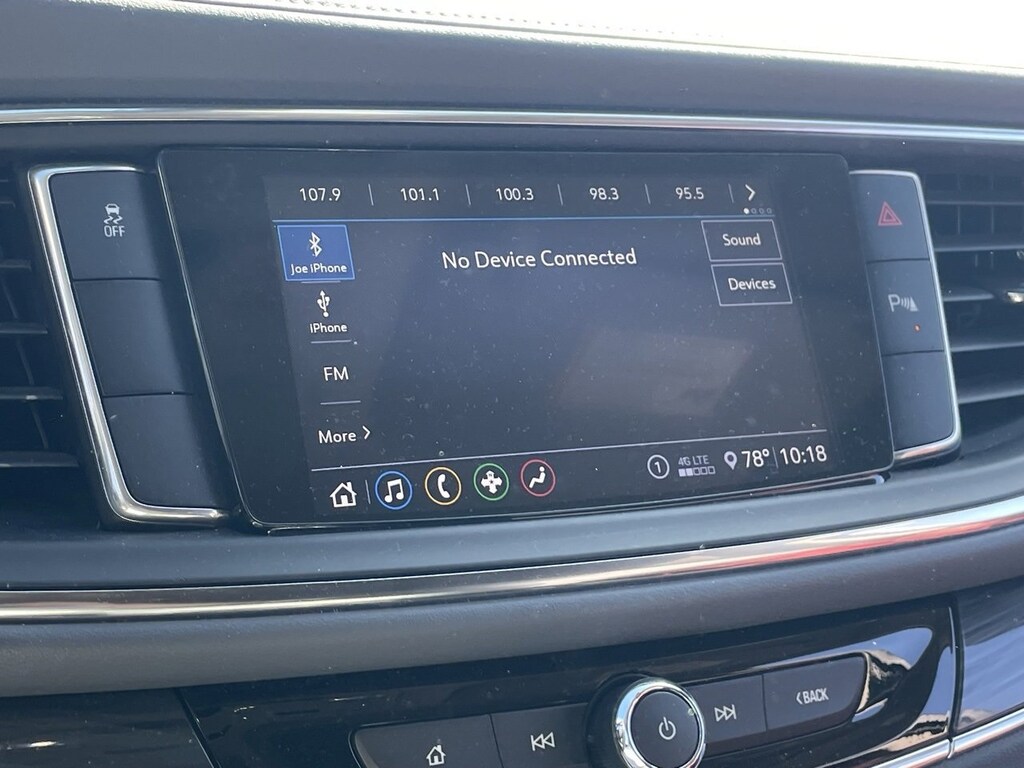 107.9 101.1 100.3 98.3 95.5
OFF
Joe iPhone
No Device Connected
Sound
Devices
iPhone
FM
More
P
1 4G LTE 78° 10:18
BACK